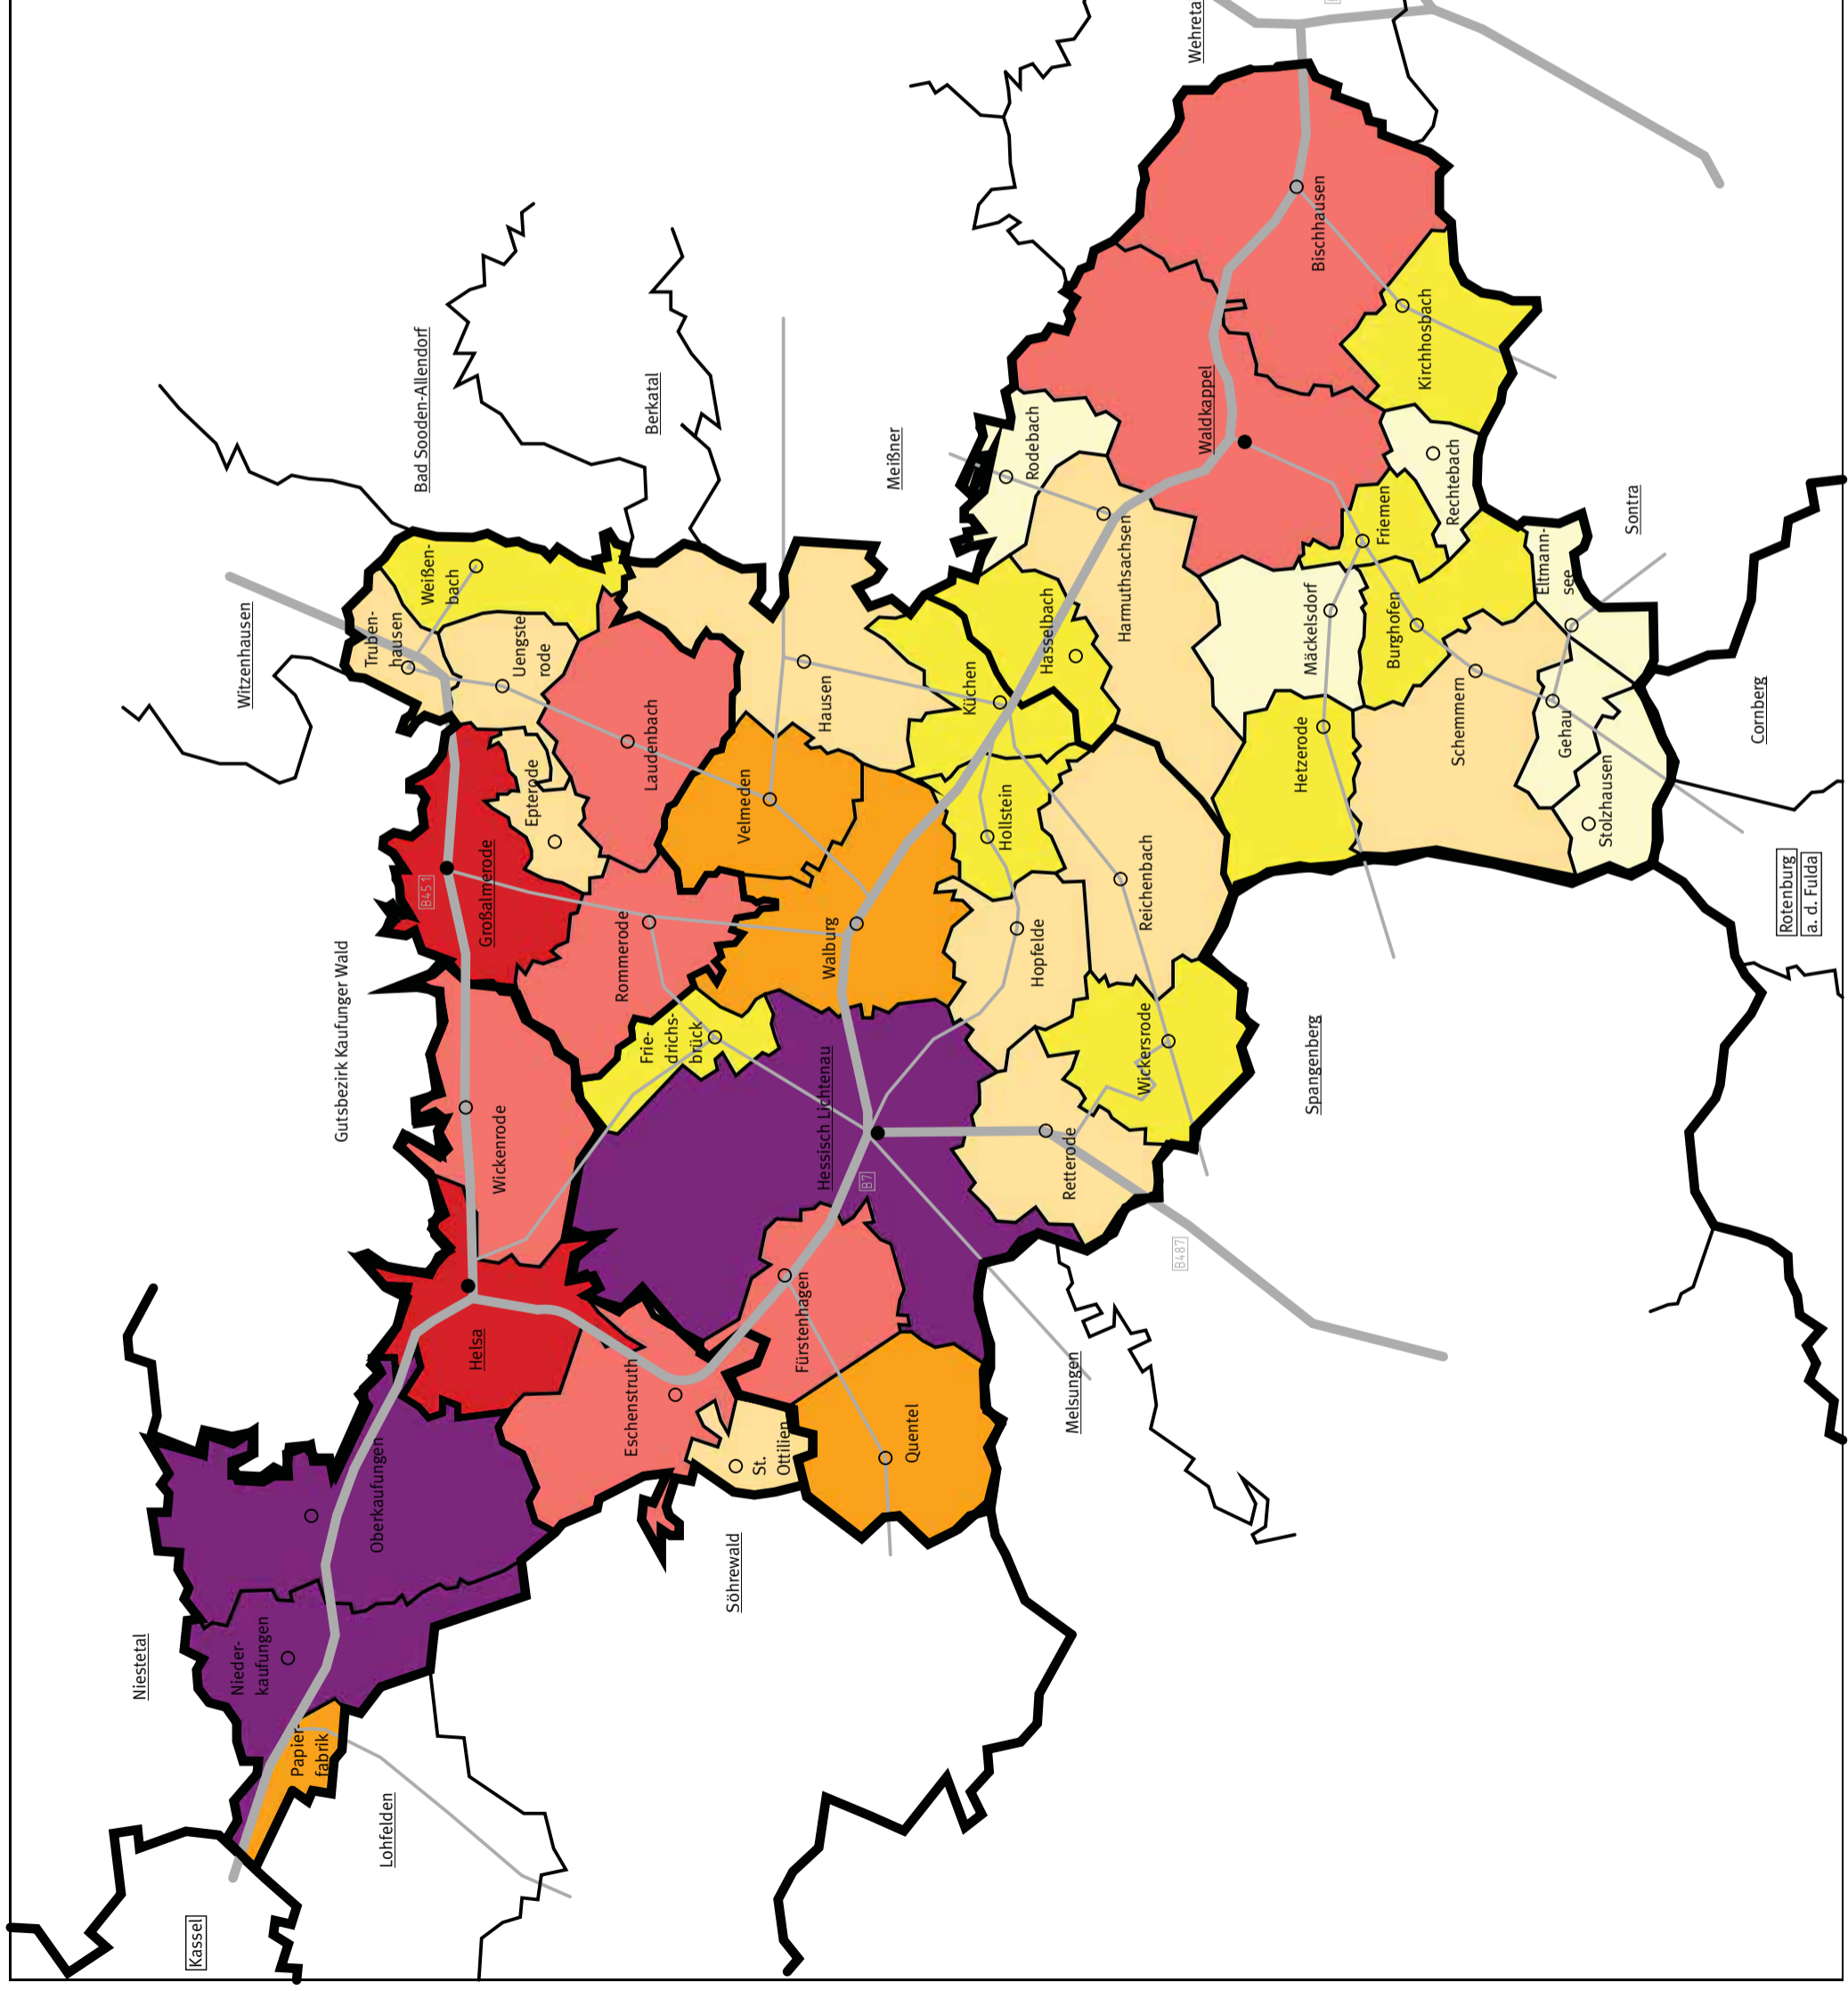 Niestetal
Kassel
Nieder-
kaufungen
Witzenhausen
Papier-
fabrik
Gutsbezirk Kaufunger Wald
Oberkaufungen
Lohfelden
Truben-
hausen
Bad Sooden-Allendorf
B451
Weißen-
bach
Helsa
Großalmerode
Wickenrode
Uengste
rode
Epterode
Rommerode
Eschenstruth
Frie-
drichs-
brück
Laudenbach
Berkatal
Söhrewald
Velmeden
St.
Ottilien
Fürstenhagen
Hessisch Lichtenau
Walburg
Hausen
B7
Meißner
Quentel
Küchen
Hollstein
Rodebach
Hopfelde
Hasselbach
Retterode
Melsungen
Harmuthsachsen
Wickersrode
Reichenbach
B487
Wehreta
Waldkappel
Hetzerode
Mäckelsdorf
Spangenberg
Bischhausen
Friemen
Burghofen
Kirchhosbach
Rechtebach
Schemmern
Eltmann-
see
Gehau
Stolzhausen
Sontra
Cornberg
Rotenburg
a. d. Fulda